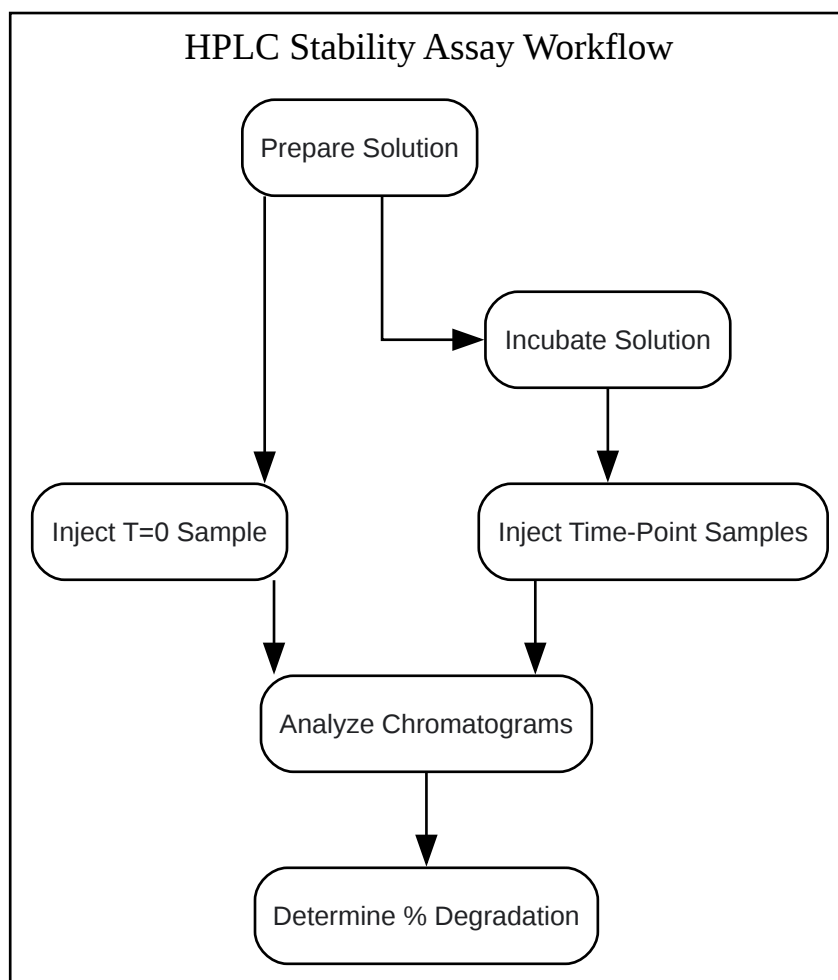 HPLC Stability Assay Workflow
Prepare Solution
Incubate Solution
Inject T=0 Sample
Inject Time-Point Samples
Analyze Chromatograms
Determine % Degradation